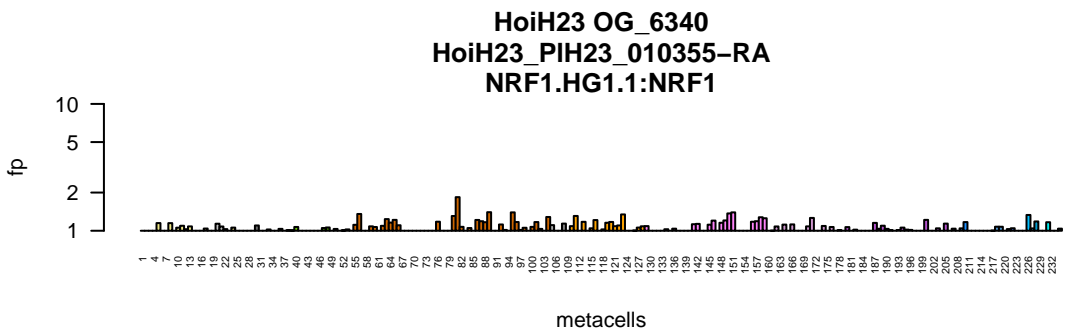 HoiH23 OG_6340
HoiH23_PIH23_010355−RA
NRF1.HG1.1:NRF1
10
5
2
1
fp
1 4 7 10 13 16 19 22 25 28 31 34 37 40 43 46 49 52 55 58 61 64 67 70 73 76 79 82 85 88 91 94 97 100 103 106 109 112 115 118 121 124 127 130 133 136 139 142 145 148 151 154 157 160 163 166 169 172 175 178 181 184 187 190 193 196 199 202 205 208 211 214 217 220 223 226 229 232
metacells